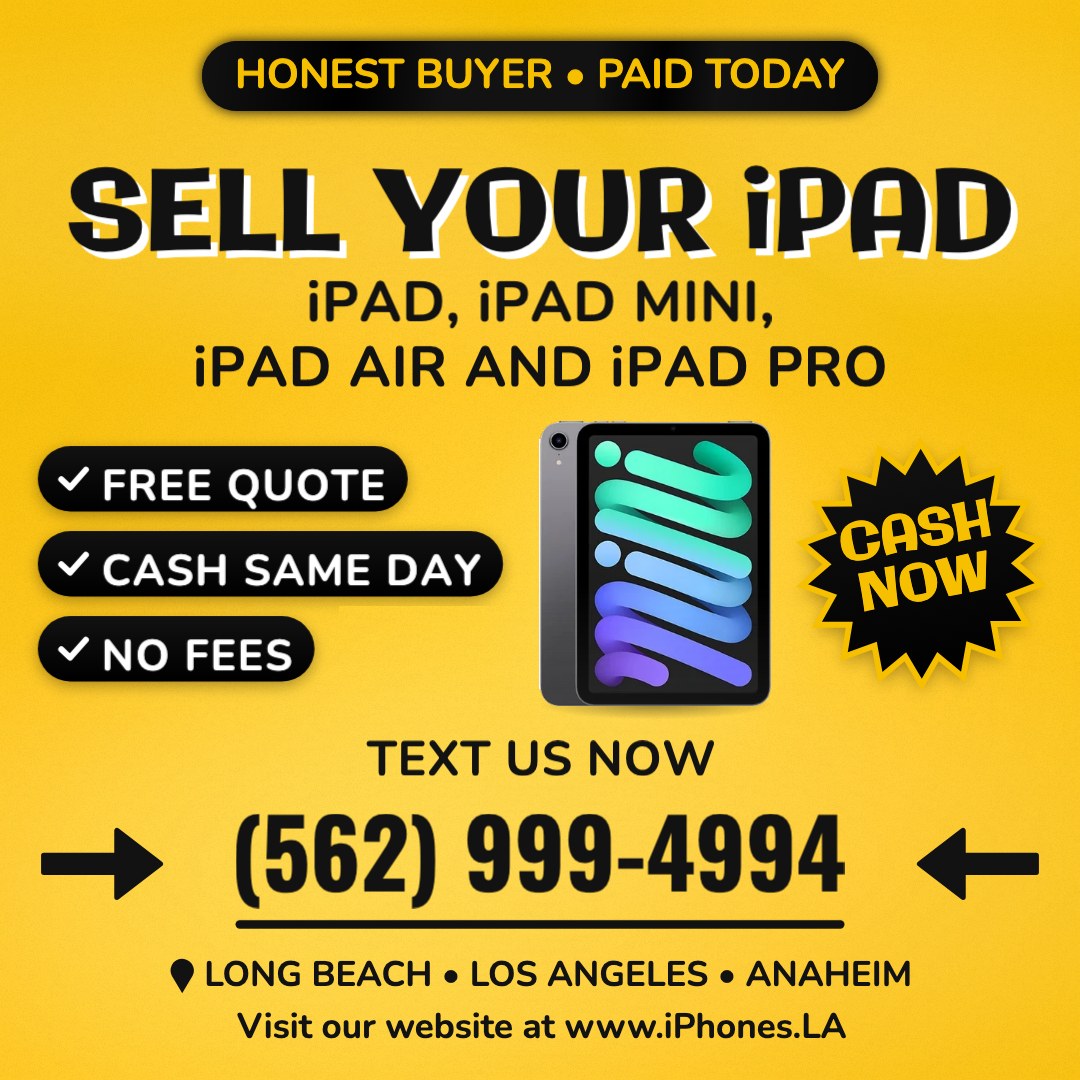 HONEST BUYER • PAID TODAY
SELL YOUR iPAD
iPAD, iPAD MINI,
iPAD AIR AND iPAD PRO
FREE QUOTE
CASH SAME DAY
NO FEES
CASH
NOW
TEXT US NOW
(562) 999-4994
LONG BEACH • LOS ANGELES • ANAHEIM
Visit our website at www.iPhones.LA